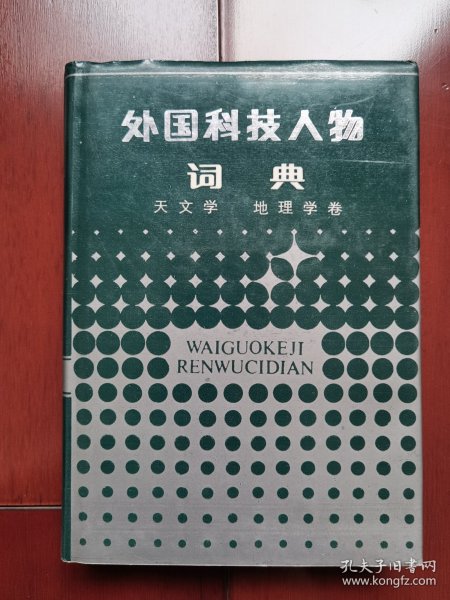 外国科技人物
词典
天文学 地理学卷
WAIGUOKEJI
RENWUCIDIAN
孔夫子旧书网
www.kongfz.com